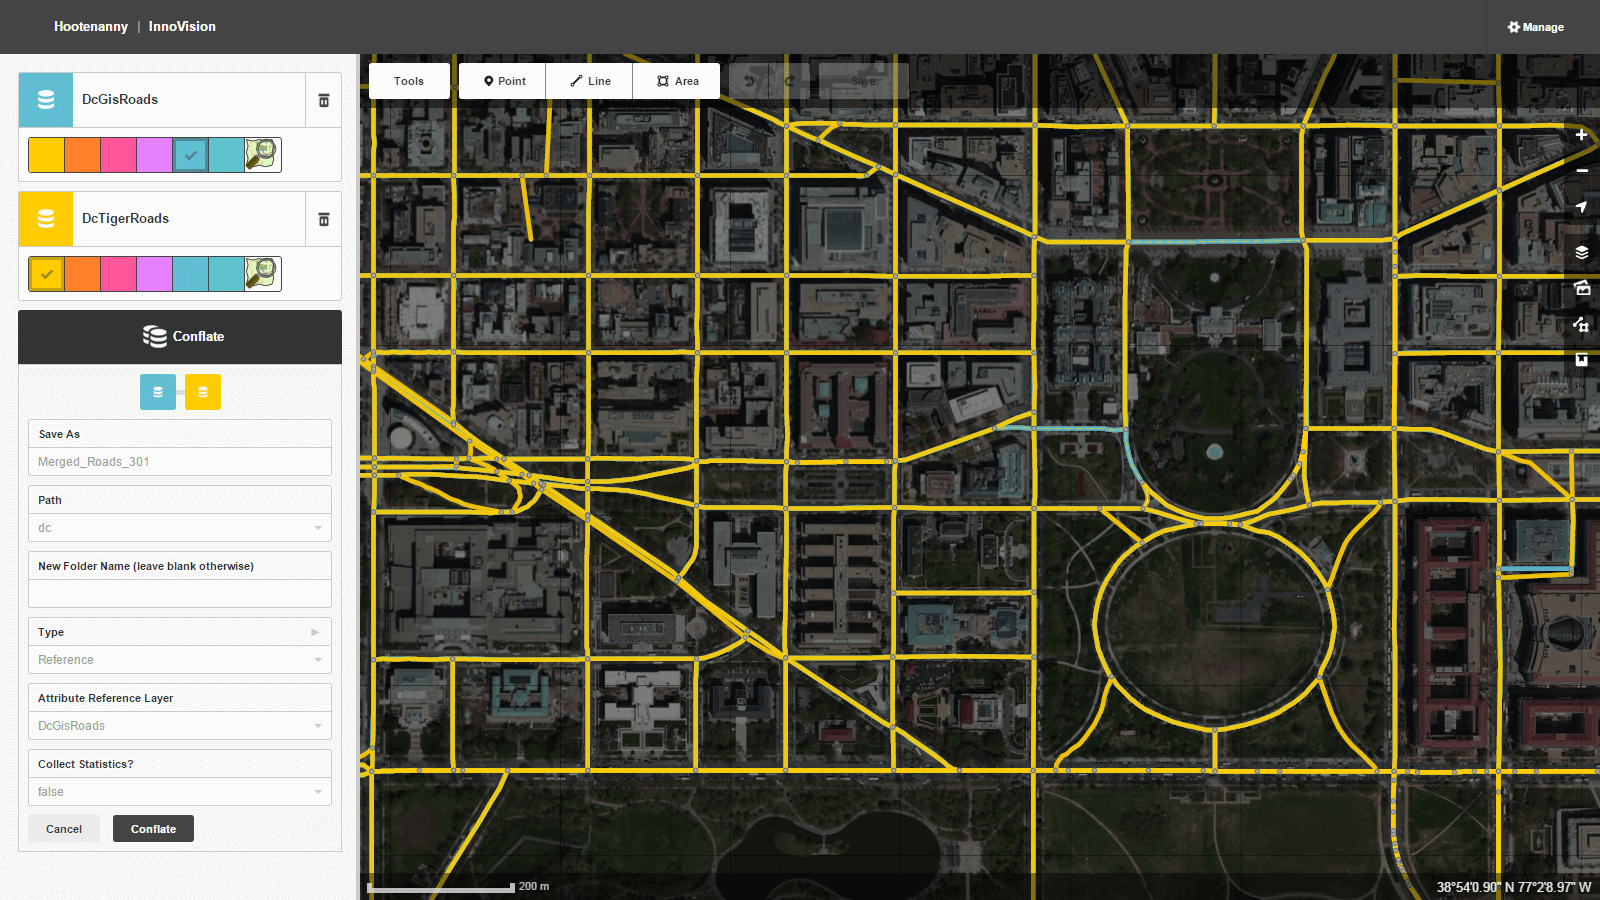 Hootenanny | InnoVision
Manage
Tools
Point
Line
Area
Save
DcGisRoads
DcTigerRoads
Conflate
Save As
Merged_Roads_301
Path
dc
New Folder Name (leave blank otherwise)
Type
Reference
Attribute Reference Layer
DcGisRoads
Collect Statistics?
false
Cancel
Conflate
200 m
38°54'0.90" N 77°2'8.97" W